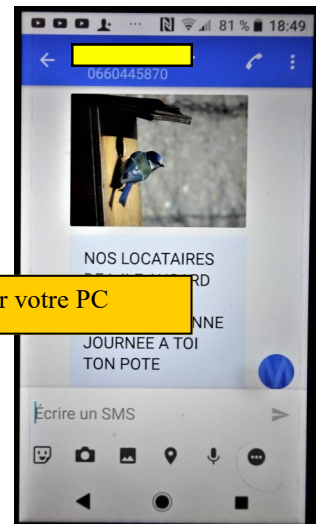 81 % 18:49
0660445870
NOS LOCATAIRES
RD
r votre PC
NNE
JOURNEE A TOI
TON POTE
Écrire un SMS